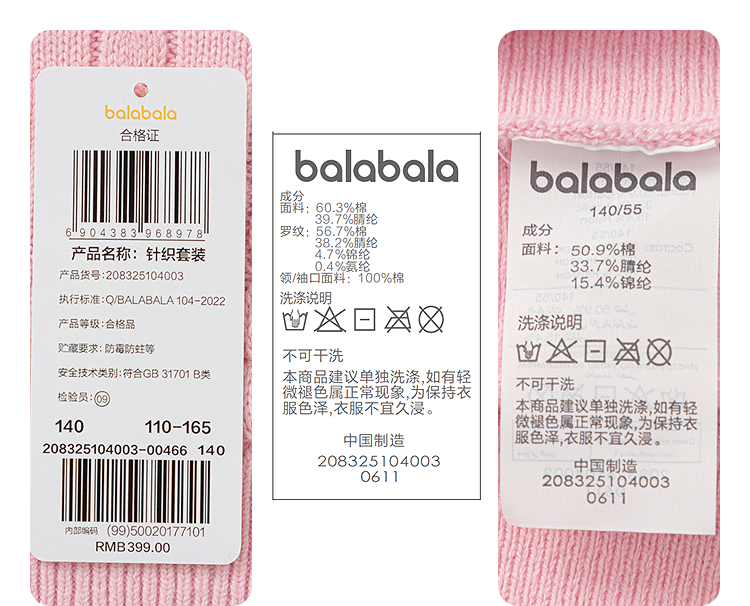 balabala
合格证
6 904383 968978
产品名称：针织套装
产品货号：208325104003
执行标准：Q/BALABALA 104-2022
产品等级：合格品
贮藏要求：防霉防蛀等
安全技术类别：符合GB 31701 B类
检验员：09
140 110-165
208325104003-00466 140
内部编码 (99)50020177101
RMB399.00
balabala
成分
面料：60.3%棉
39.7%腈纶
罗纹：56.7%棉
38.2%腈纶
4.7%锦纶
0.4%氨纶
领/袖口面料：100%棉
洗涤说明
不可干洗
本商品建议单独洗涤,如有轻
微褪色属正常现象,为保持衣
服色泽,衣服不宜久浸。
中国制造
208325104003
0611
balabala
140/55
成分
面料：50.9%棉
33.7%腈纶
15.4%锦纶
洗涤说明
不可干洗
本商品建议单独洗涤,如有轻
微褪色属正常现象,为保持衣
服色泽,衣服不宜久浸。
中国制造
208325104003
0611